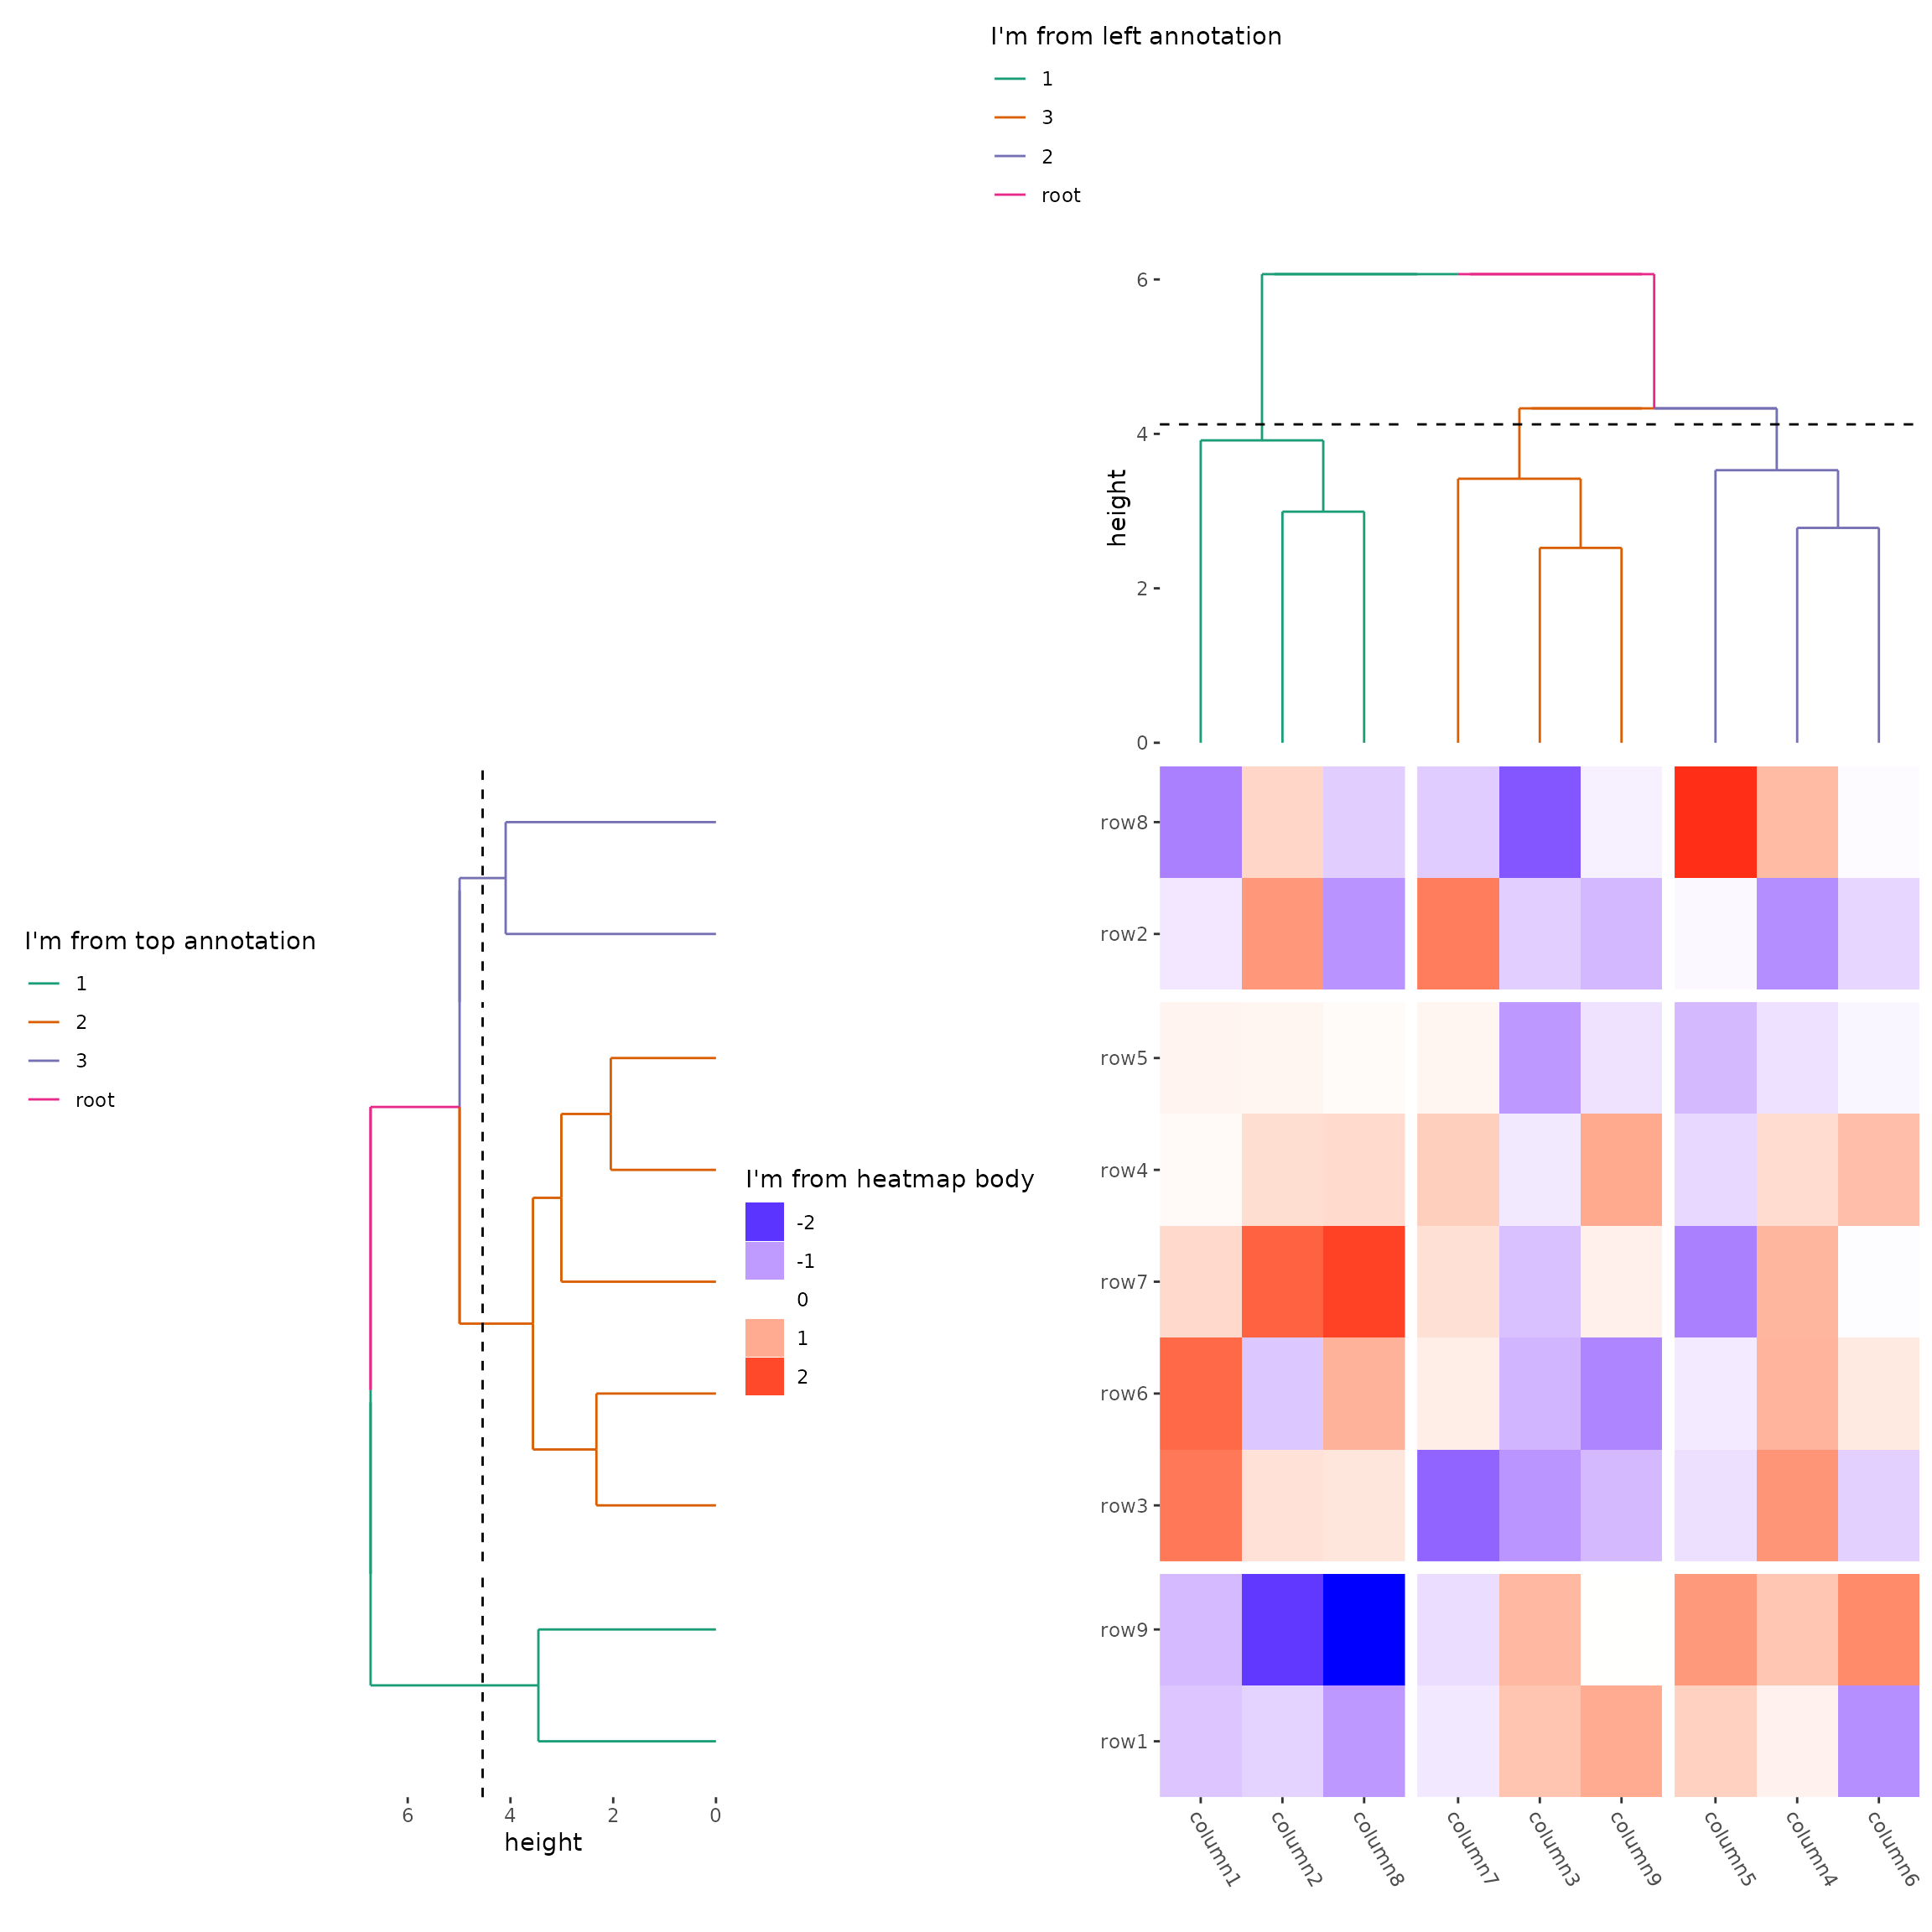 I'm from left annotation
1
3
2
root
6
4
2
0
height
I'm from top annotation
1
2
3
root
I'm from heatmap body
-2
-1
0
1
2
6
4
2
0
height
row8
row2
row5
row4
row7
row6
row3
row9
row1
column1
column2
column8
column7
column3
column9
column5
column4
column6